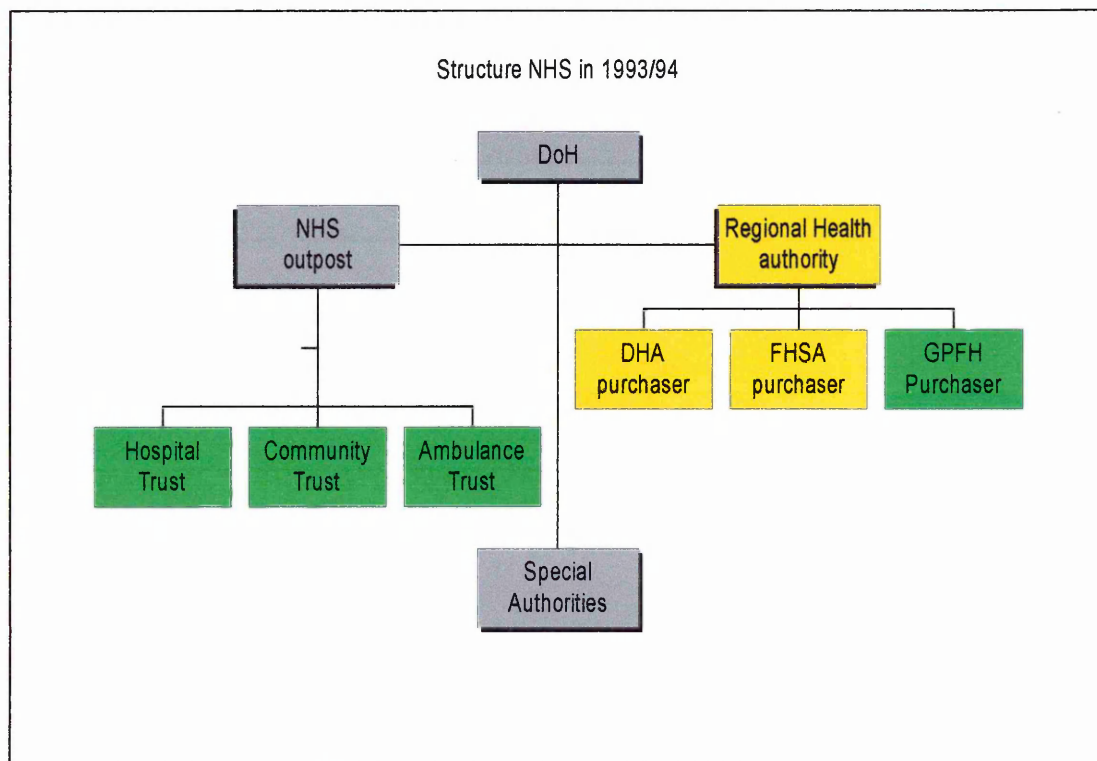 Structure NHS in 1993/94
DoH
NHS
outpost
Regional Health
authority
DHA
purchaser
FHSA
purchaser
GPFH
Purchaser
Hospital
Trust
Community
Trust
Ambulance
Trust
Special
Authorities